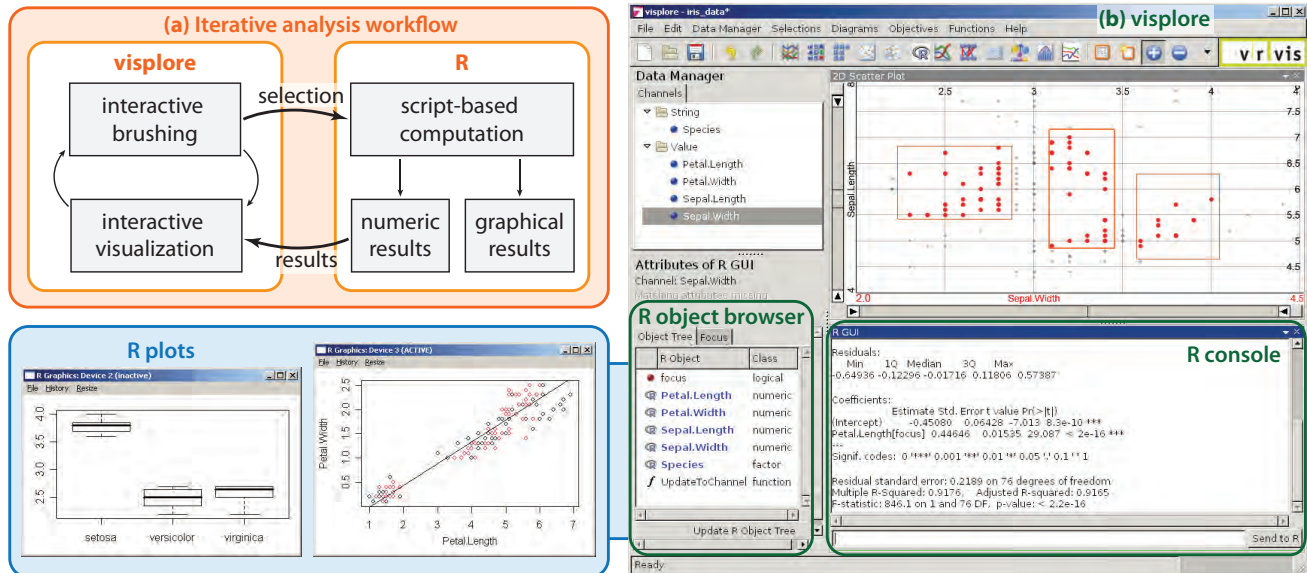 (a) Iterative analysis workflow
visplore
R
interactive
brushing
selection
script-based
computation
interactive
visualization
results
numeric
results
graphical
results
R plots
R Graphics: Device 2 (inactive)
File History Resize
4.0
3.5
3.0
2.5
setosa versicolor virginica
R Graphics: Device 3 (ACTIVE)
File History Resize
2.5
2.0
1.5
1.0
0.5
Petal.Width
1 2 3 4 5 6 7
Petal.Length
visplore - iris_data*
(b) visplore
File Edit Data Manager Selections Diagrams Objectives Functions Help
vrvis
Data Manager
Channels
String
Species
Value
Petal.Length
Petal.Width
Sepal.Length
Sepal.Width
Attributes of R GUI
Channel: Sepal.Width
Matching attributes missing
2D Scatter Plot
2.5 3 3.5 4
7.5
7
6.5
6
5.5
5
4.5
8
Sepal.Length
4
2.0 Sepal.Width 4.5
R object browser
Object Tree Focus
R Object Class
focus logical
Petal.Length numeric
Petal.Width numeric
Sepal.Length numeric
Sepal.Width numeric
Species factor
UpdateToChannel function
Update R Object Tree
R GUI
R console
Residuals:
Min 1Q Median 3Q Max
-0.64936 -0.12296 -0.01716 0.11806 0.57387
Coefficients:
Estimate Std. Error t value Pr(>|t|)
(Intercept) -0.45080 0.06428 -7.013 8.3e-10 ***
Petal.Length[focus] 0.44646 0.01535 29.087 < 2e-16 ***
---
Signif. codes: 0 '***' 0.001 '**' 0.01 '*' 0.05 '.' 0.1 ' ' 1
Residual standard error: 0.2189 on 76 degrees of freedom
Multiple R-Squared: 0.9176, Adjusted R-squared: 0.9165
F-statistic: 846.1 on 1 and 76 DF, p-value: < 2.2e-16
Send to R
Ready